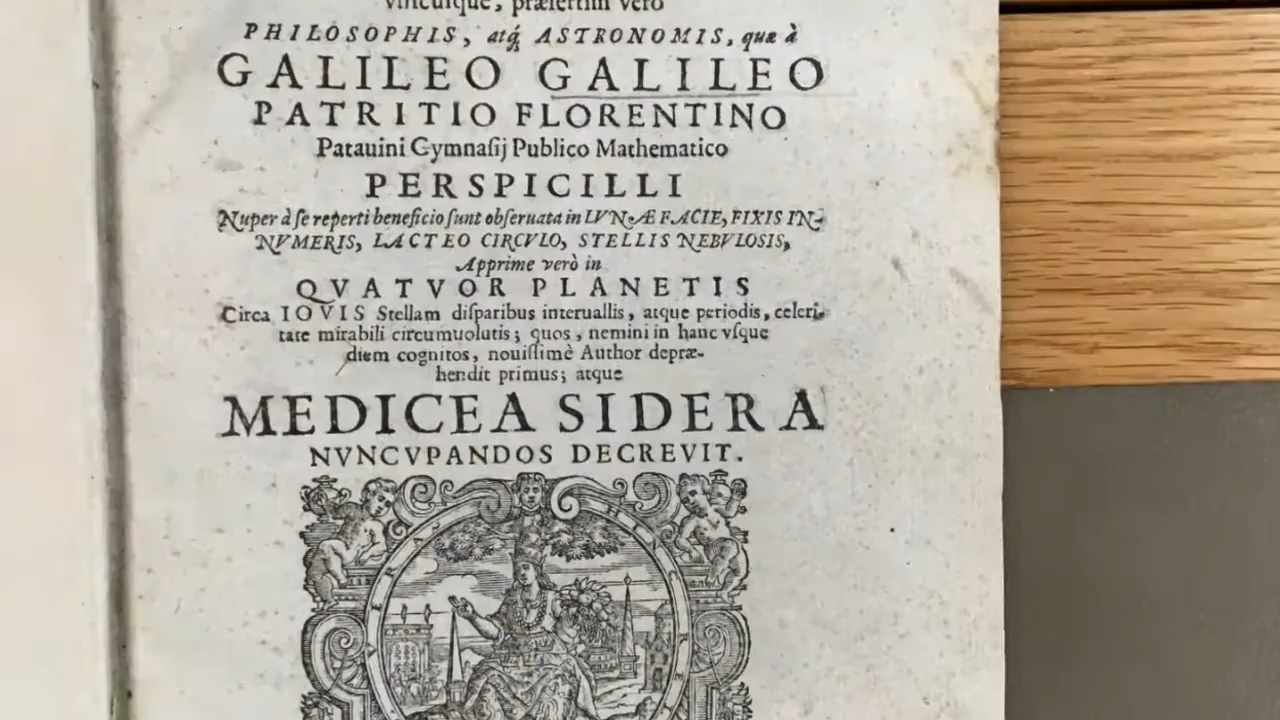 vnicuique, præsertim verò
PHILOSOPHIS, atq́; ASTRONOMIS, quæ à
GALILEO GALILEO
PATRITIO FLORENTINO
Patauini Gymnaſij Publico Mathematico
PERSPICILLI
Nuper à ſe reperti beneficio ſunt obſeruata in LVNÆ FACIE, FIXIS IN-
NVMERIS, LACTEO CIRCVLO, STELLIS NEBVLOSIS,
Apprime verò in
QVATVOR PLANETIS
Circa IOVIS Stellam diſparibus interuallis, atque periodis, celeri-
tate mirabili circumuolutis; quos, nemini in hanc vſque
diem cognitos, nouiſſimè Author depræ-
hendit primus; atque
MEDICEA SIDERA
NVNCVPANDOS DECREVIT.